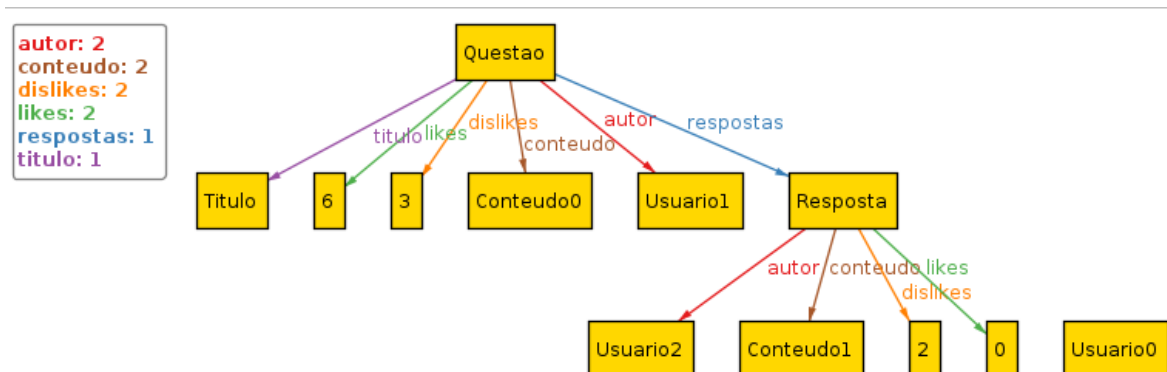 autor: 2
conteudo: 2
dislikes: 2
likes: 2
respostas: 1
titulo: 1
Questao
titulo likes dislikes conteudo autor respostas
Titulo 6 3 Conteudo0 Usuario1 Resposta
autor conteudo likes
dislikes
Usuario2 Conteudo1 2 0 Usuario0